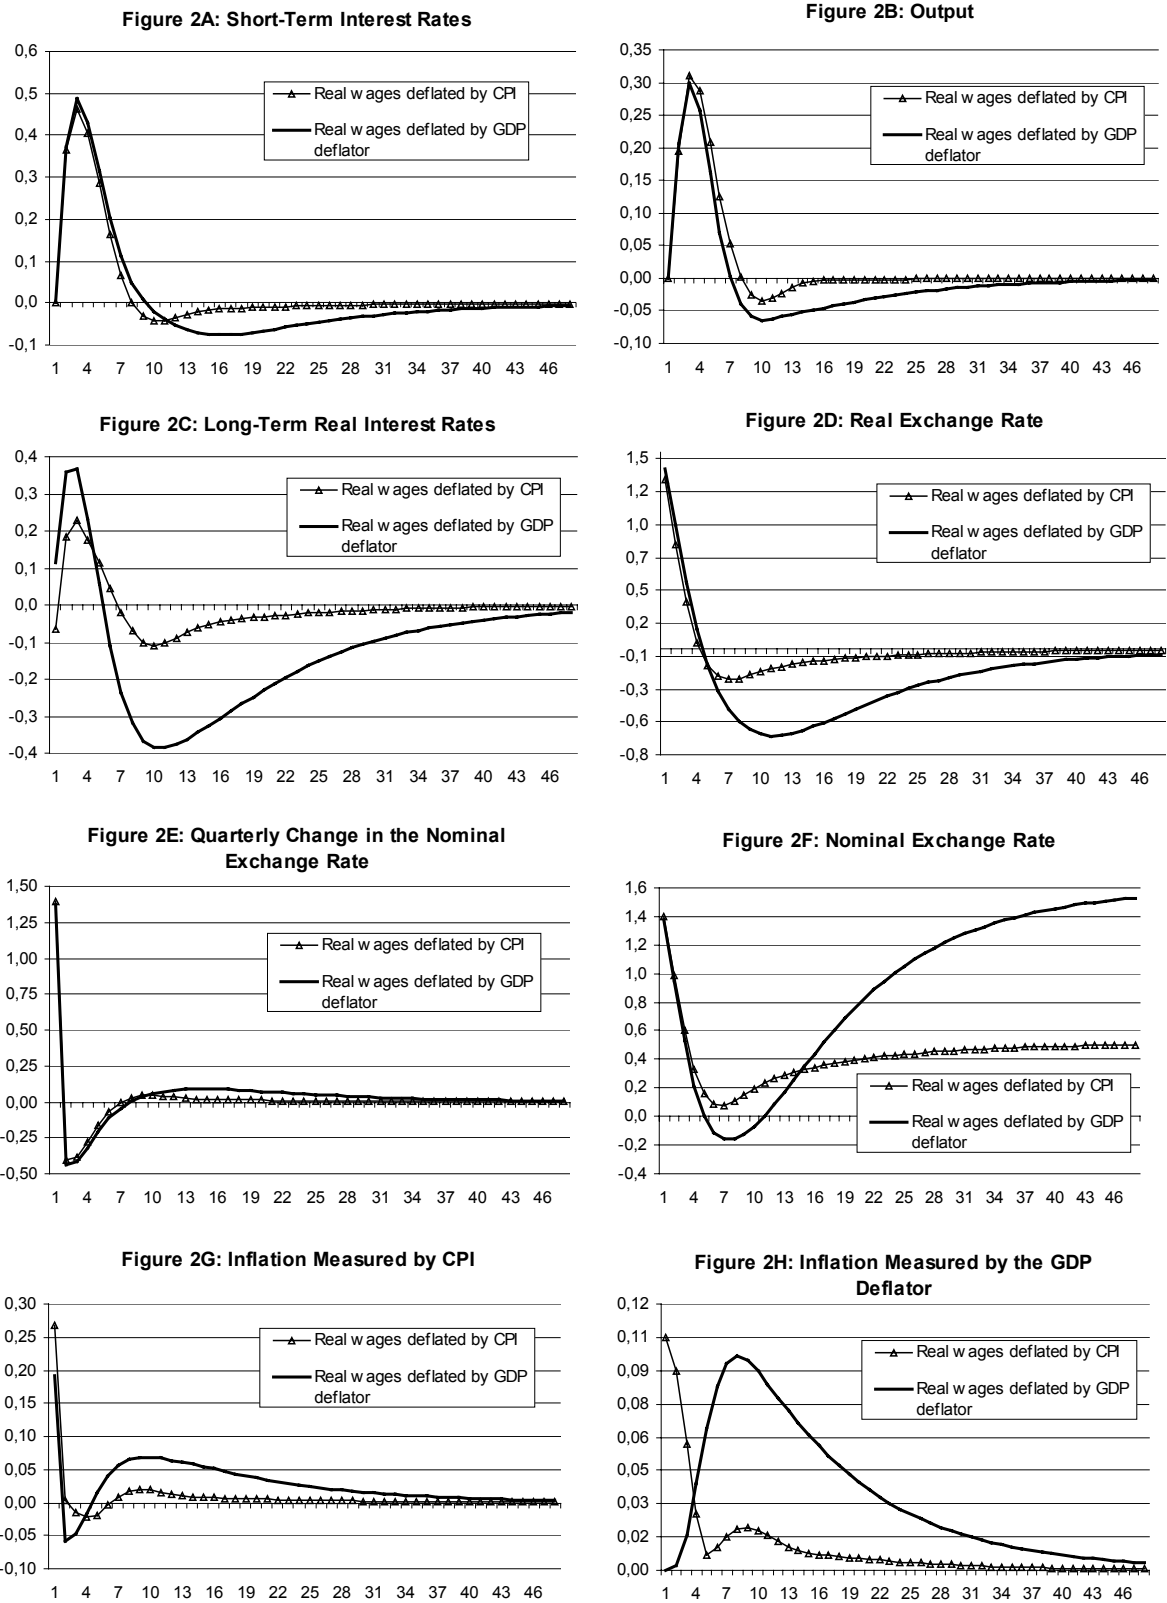 Figure 2A: Short-Term Interest Rates
0,6
0,5
0,4
0,3
0,2
0,1
0,0
-0,1
Real wages deflated by CPI
Real wages deflated by GDP
deflator
1 4 7 10 13 16 19 22 25 28 31 34 37 40 43 46
Figure 2B: Output
0,35
0,30
0,25
0,20
0,15
0,10
0,05
0,00
-0,05
-0,10
Real wages deflated by CPI
Real wages deflated by GDP
deflator
1 4 7 10 13 16 19 22 25 28 31 34 37 40 43 46
Figure 2C: Long-Term Real Interest Rates
0,4
0,3
0,2
0,1
0,0
-0,1
-0,2
-0,3
-0,4
Real wages deflated by CPI
Real wages deflated by GDP
deflator
1 4 7 10 13 16 19 22 25 28 31 34 37 40 43 46
Figure 2D: Real Exchange Rate
1,5
1,2
1,0
0,7
0,5
0,2
-0,1
-0,3
-0,6
-0,8
Real wages deflated by CPI
Real wages deflated by GDP
deflator
1 4 7 10 13 16 19 22 25 28 31 34 37 40 43 46
Figure 2E: Quarterly Change in the Nominal
Exchange Rate
1,50
1,25
1,00
0,75
0,50
0,25
0,00
-0,25
-0,50
Real wages deflated by CPI
Real wages deflated by GDP
deflator
1 4 7 10 13 16 19 22 25 28 31 34 37 40 43 46
Figure 2F: Nominal Exchange Rate
1,6
1,4
1,2
1,0
0,8
0,6
0,4
0,2
0,0
-0,2
-0,4
Real wages deflated by CPI
Real wages deflated by GDP
deflator
1 4 7 10 13 16 19 22 25 28 31 34 37 40 43 46
Figure 2G: Inflation Measured by CPI
0,30
0,25
0,20
0,15
0,10
0,05
0,00
-0,05
-0,10
Real wages deflated by CPI
Real wages deflated by GDP
deflator
1 4 7 10 13 16 19 22 25 28 31 34 37 40 43 46
Figure 2H: Inflation Measured by the GDP
Deflator
0,12
0,11
0,09
0,08
0,06
0,05
0,03
0,02
0,00
Real wages deflated by CPI
Real wages deflated by GDP
deflator
1 4 7 10 13 16 19 22 25 28 31 34 37 40 43 46